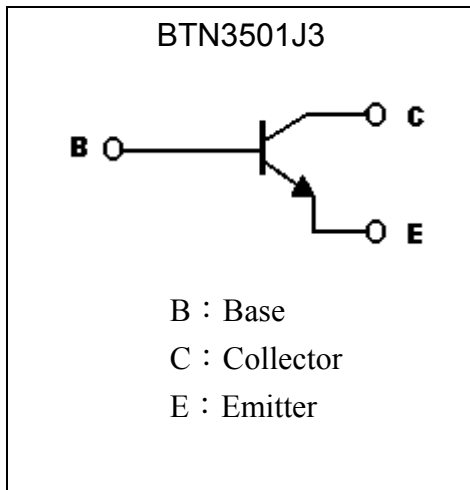 BTN3501J3
C
B
E
B：Base
C：Collector
E：Emitter